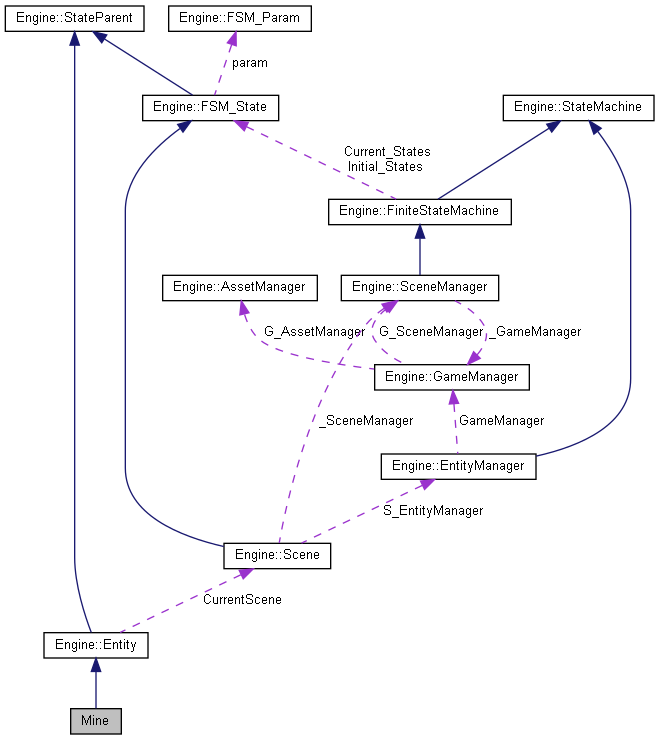 Engine::StateParent
Engine::FSM_Param
param
Engine::FSM_State
Engine::StateMachine
Current_States
Initial_States
Engine::FiniteStateMachine
Engine::AssetManager
Engine::SceneManager
G_AssetManager
G_SceneManager
_GameManager
Engine::GameManager
_SceneManager
GameManager
Engine::EntityManager
S_EntityManager
Engine::Scene
CurrentScene
Engine::Entity
Mine